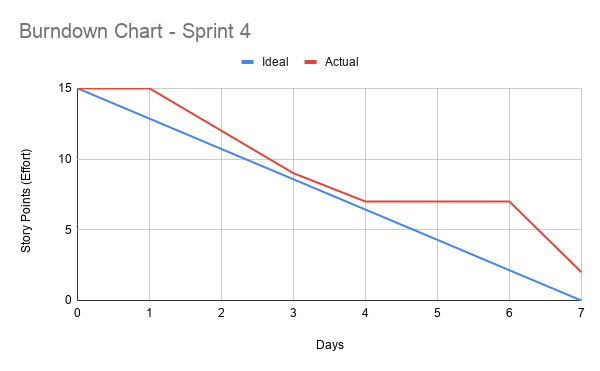 Burndown Chart - Sprint 4
Ideal
Actual
15
10
5
0
Story Points (Effort)
0 1 2 3 4 5 6 7
Days